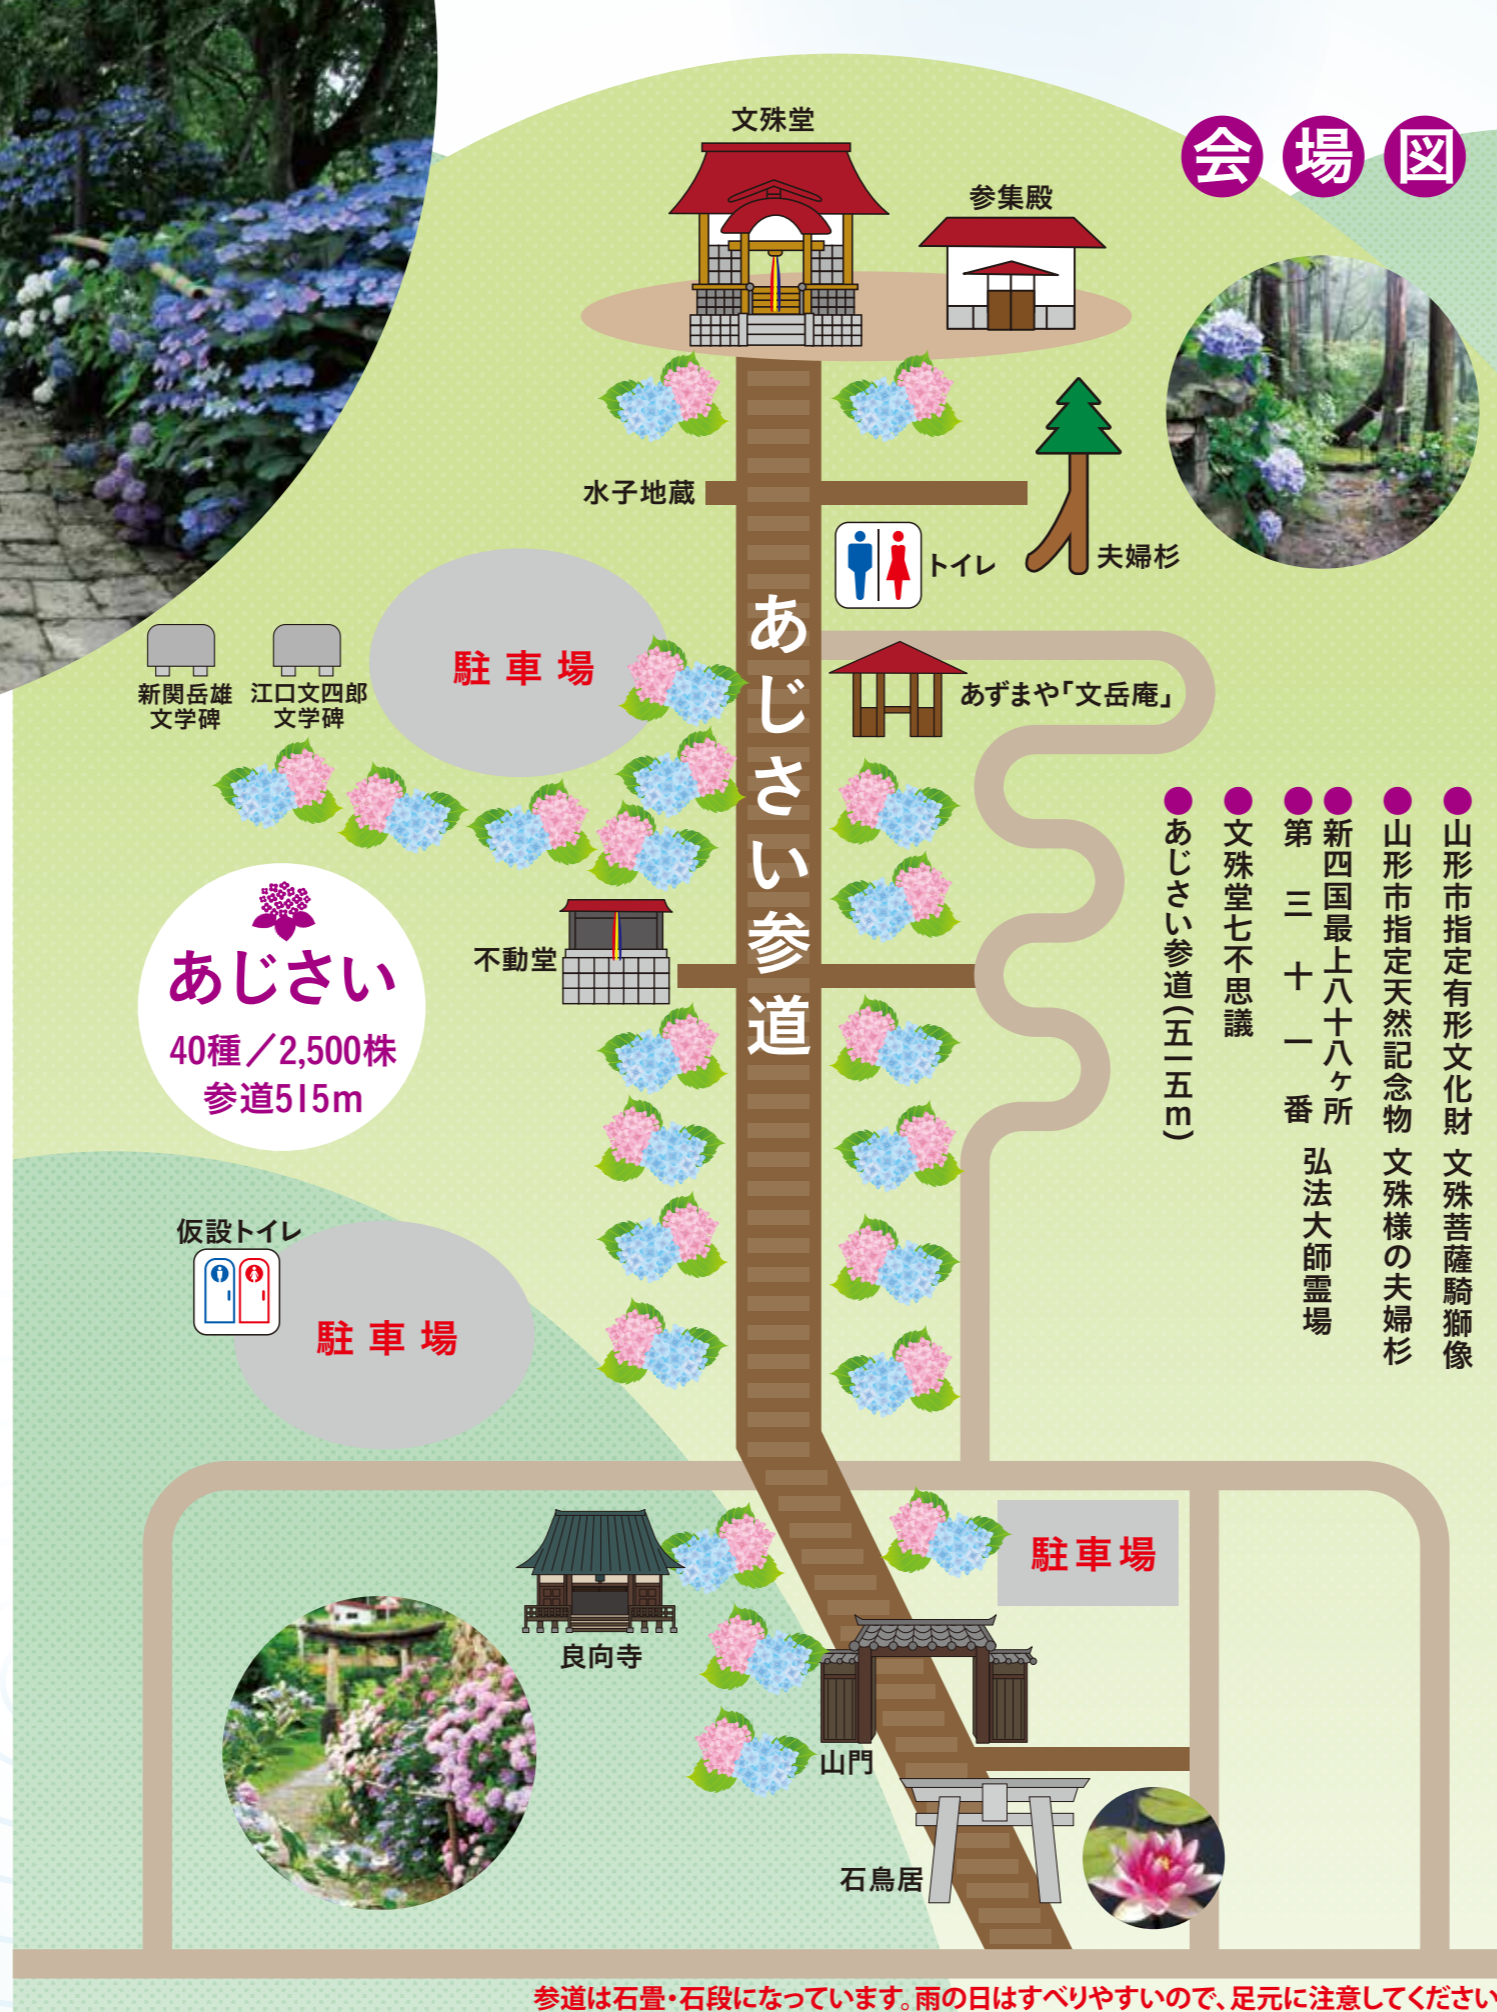 会場図
文殊堂
参集殿
水子地蔵
トイレ
夫婦杉
駐車場
新関岳雄
文学碑
江口文四郎
文学碑
あずまや「文岳庵」
あじさい参道
不動堂
あじさい
40種／2,500株
参道515m
●山形市指定有形文化財 文殊菩薩騎獅像
●山形市指定天然記念物 文殊様の夫婦杉
●新四国最上八十八ヶ所
●第三十一番
弘法大師霊場
●文殊堂七不思議
●あじさい参道(五一五m)
仮設トイレ
駐車場
駐車場
良向寺
山門
石鳥居
参道は石畳・石段になっています。雨の日はすべりやすいので、足元に注意してください